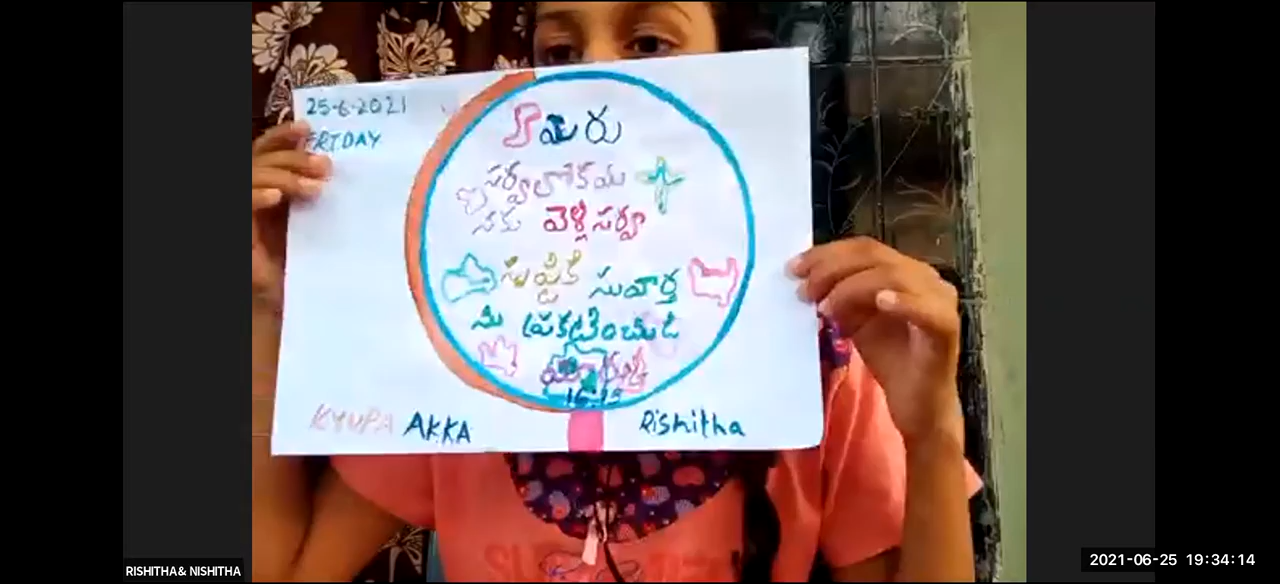 25-6-2021
FRIDAY
మీరు
సర్వలోకము
నకు వెళ్లి సర్వ
సృష్టికి సువార్త
ను ప్రకటించుడి
మార్కు
16:15
KYUPA AKKA
Rishitha
RISHITHA& NISHITHA
2021-06-25 19:34:14